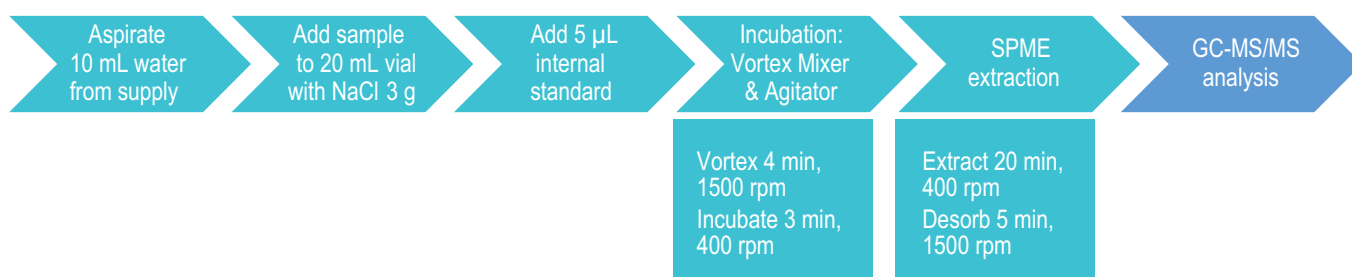 Aspirate
10 mL water
from supply
Add sample
to 20 mL vial
with NaCl 3 g
Add 5 µL
internal
standard
Incubation:
Vortex Mixer
& Agitator
SPME
extraction
GC-MS/MS
analysis
Vortex 4 min,
1500 rpm
Incubate 3 min,
400 rpm
Extract 20 min,
400 rpm
Desorb 5 min,
1500 rpm